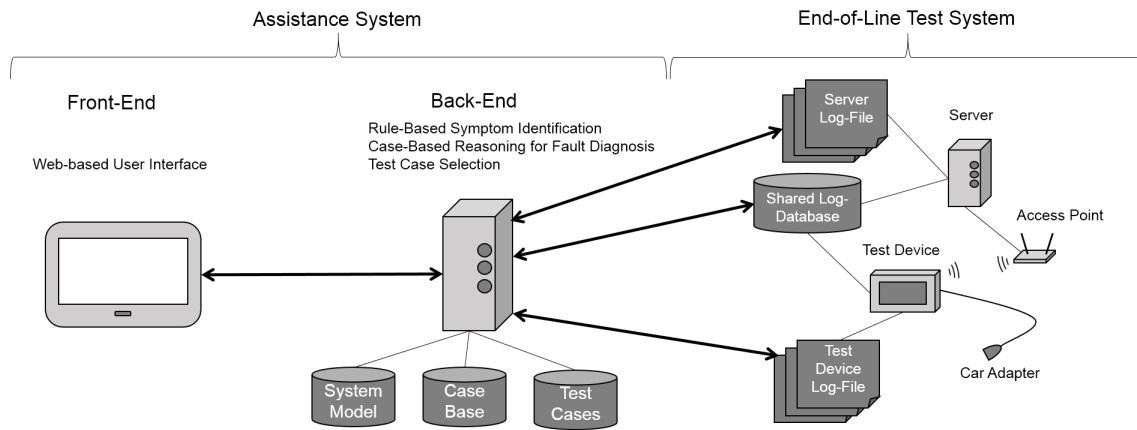 Assistance System
End-of-Line Test System
Front-End
Web-based User Interface
Back-End
Rule-Based Symptom Identification
Case-Based Reasoning for Fault Diagnosis
Test Case Selection
System
Model
Case
Base
Test
Cases
Server
Log-File
Server
Shared Log-
Database
Access Point
Test Device
Test
Device
Log-File
Car Adapter